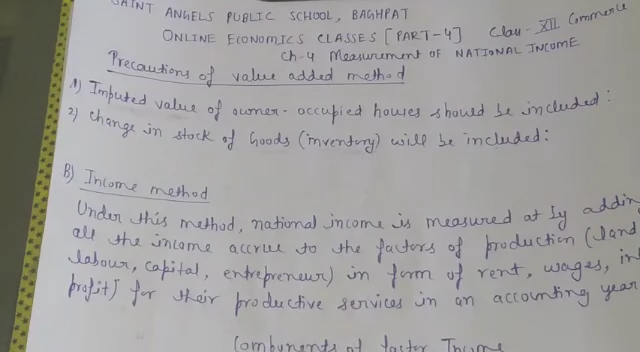 SAINT ANGELS PUBLIC SCHOOL, BAGHPAT
ONLINE ECONOMICS CLASSES [PART-4] Class-XII Commerce
Ch-4 Measurement OF NATIONAL INCOME
Precautions of value added method
1) Imputed value of owner-occupied houses should be included:
2) Change in stock of Goods (inventory) will be included:
B) Income method
Under this method, national income is measured at by addin
all the income accrue to the factors of production (land
labour, capital, entrepreneur) in form of rent, wages, in
profit) for their productive services in an accounting year
Components of factor Income